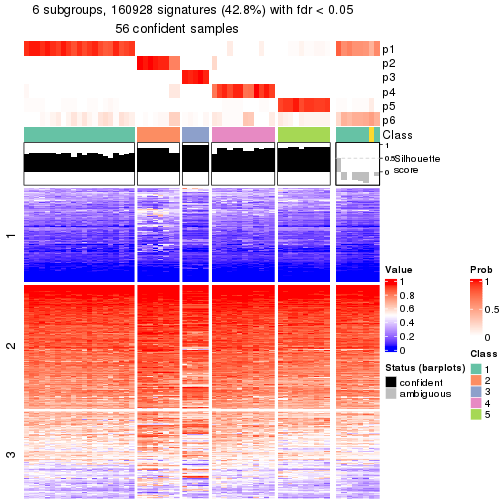 6 subgroups, 160928 signatures (42.8%) with fdr < 0.05
56 confident samples
p1
p2
p3
p4
p5
p6
Class
1
0.5
0
Silhouette
score
1
2
3
Value
1
0.8
0.6
0.4
0.2
0
Status (barplots)
confident
ambiguous
Prob
1
0.5
0
Class
1
2
3
4
5